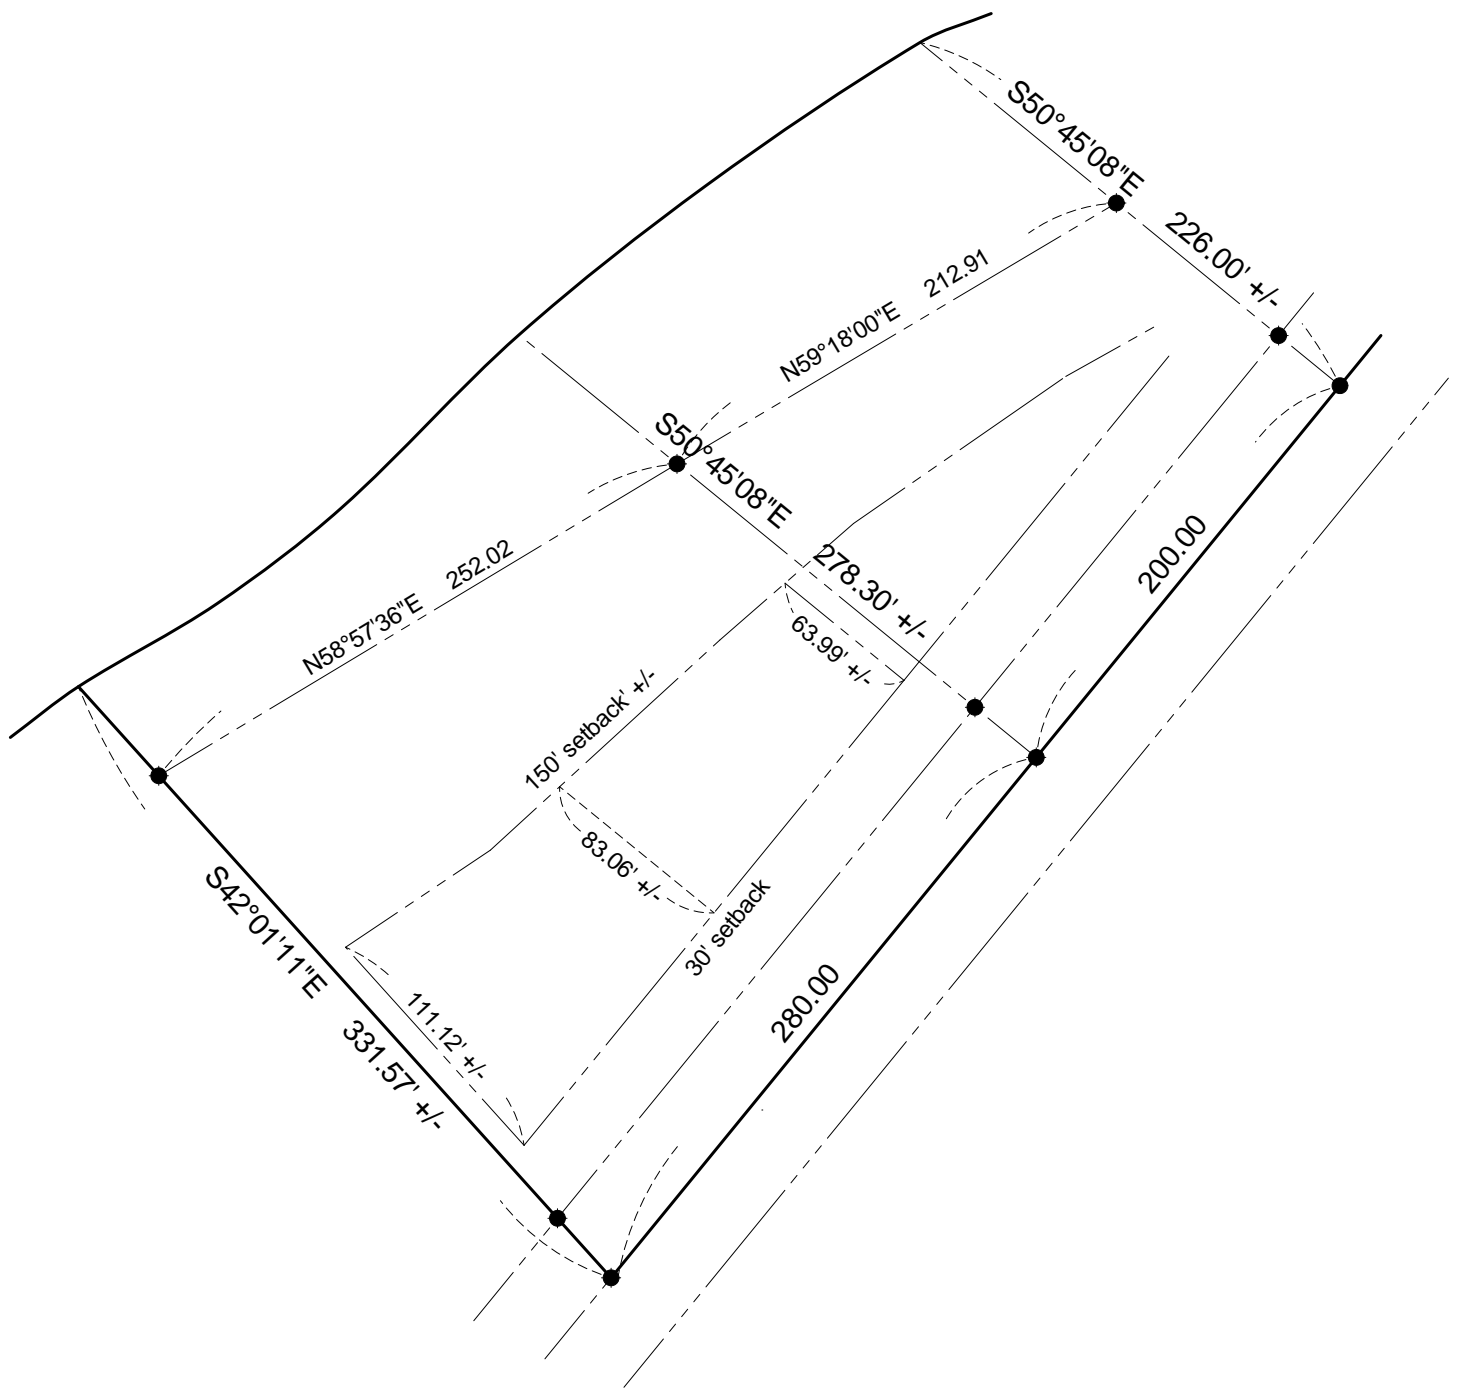 S50°45'08"E 226.00' +/-
N59°18'00"E 212.91
S50°45'08"E 278.30' +/-
200.00
N58°57'36"E 252.02
63.99' +/-
150' setback' +/-
83.06' +/-
30' setback
S42°01'11"E 331.57' +/-
111.12' +/-
280.00